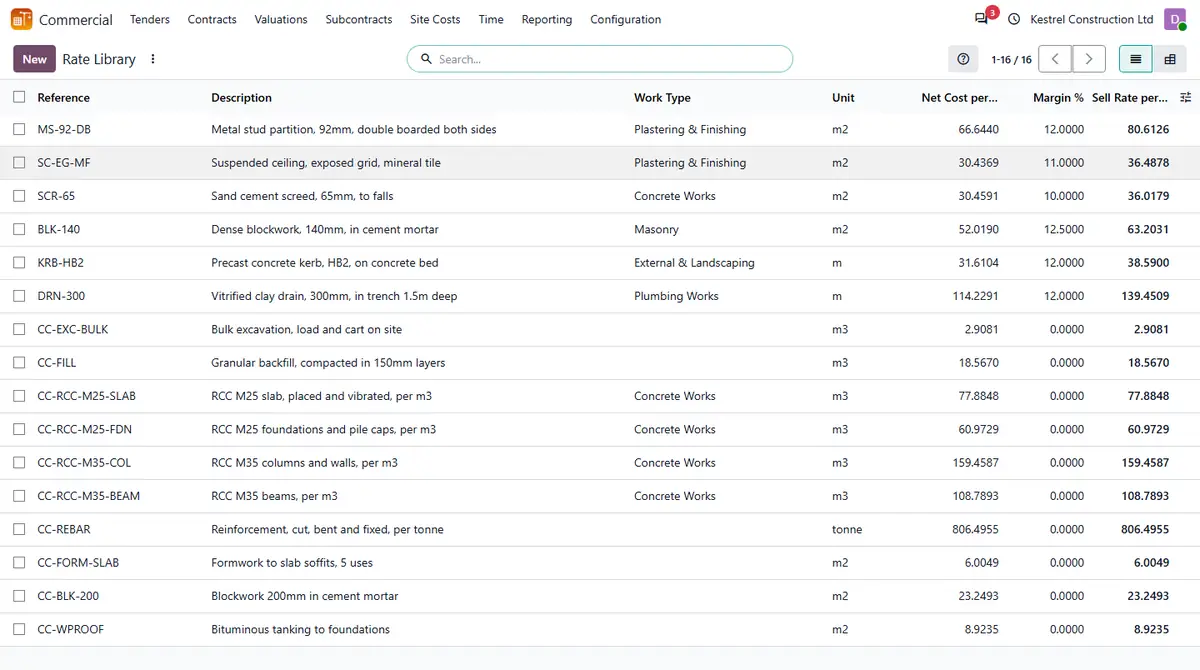 Commercial Tenders Contracts Valuations Subcontracts Site Costs Time Reporting Configuration 3 Kestrel Construction Ltd D
New Rate Library Search... 1-16 / 16
Reference Description Work Type Unit Net Cost per... Margin % Sell Rate per...
MS-92-DB Metal stud partition, 92mm, double boarded both sides Plastering & Finishing m2 66.6440 12.0000 80.6126
SC-EG-MF Suspended ceiling, exposed grid, mineral tile Plastering & Finishing m2 30.4369 11.0000 36.4878
SCR-65 Sand cement screed, 65mm, to falls Concrete Works m2 30.4591 10.0000 36.0179
BLK-140 Dense blockwork, 140mm, in cement mortar Masonry m2 52.0190 12.5000 63.2031
KRB-HB2 Precast concrete kerb, HB2, on concrete bed External & Landscaping m 31.6104 12.0000 38.5900
DRN-300 Vitrified clay drain, 300mm, in trench 1.5m deep Plumbing Works m 114.2291 12.0000 139.4509
CC-EXC-BULK Bulk excavation, load and cart on site m3 2.9081 0.0000 2.9081
CC-FILL Granular backfill, compacted in 150mm layers m3 18.5670 0.0000 18.5670
CC-RCC-M25-SLAB RCC M25 slab, placed and vibrated, per m3 Concrete Works m3 77.8848 0.0000 77.8848
CC-RCC-M25-FDN RCC M25 foundations and pile caps, per m3 Concrete Works m3 60.9729 0.0000 60.9729
CC-RCC-M35-COL RCC M35 columns and walls, per m3 Concrete Works m3 159.4587 0.0000 159.4587
CC-RCC-M35-BEAM RCC M35 beams, per m3 Concrete Works m3 108.7893 0.0000 108.7893
CC-REBAR Reinforcement, cut, bent and fixed, per tonne tonne 806.4955 0.0000 806.4955
CC-FORM-SLAB Formwork to slab soffits, 5 uses m2 6.0049 0.0000 6.0049
CC-BLK-200 Blockwork 200mm in cement mortar m2 23.2493 0.0000 23.2493
CC-WPROOF Bituminous tanking to foundations m2 8.9235 0.0000 8.9235